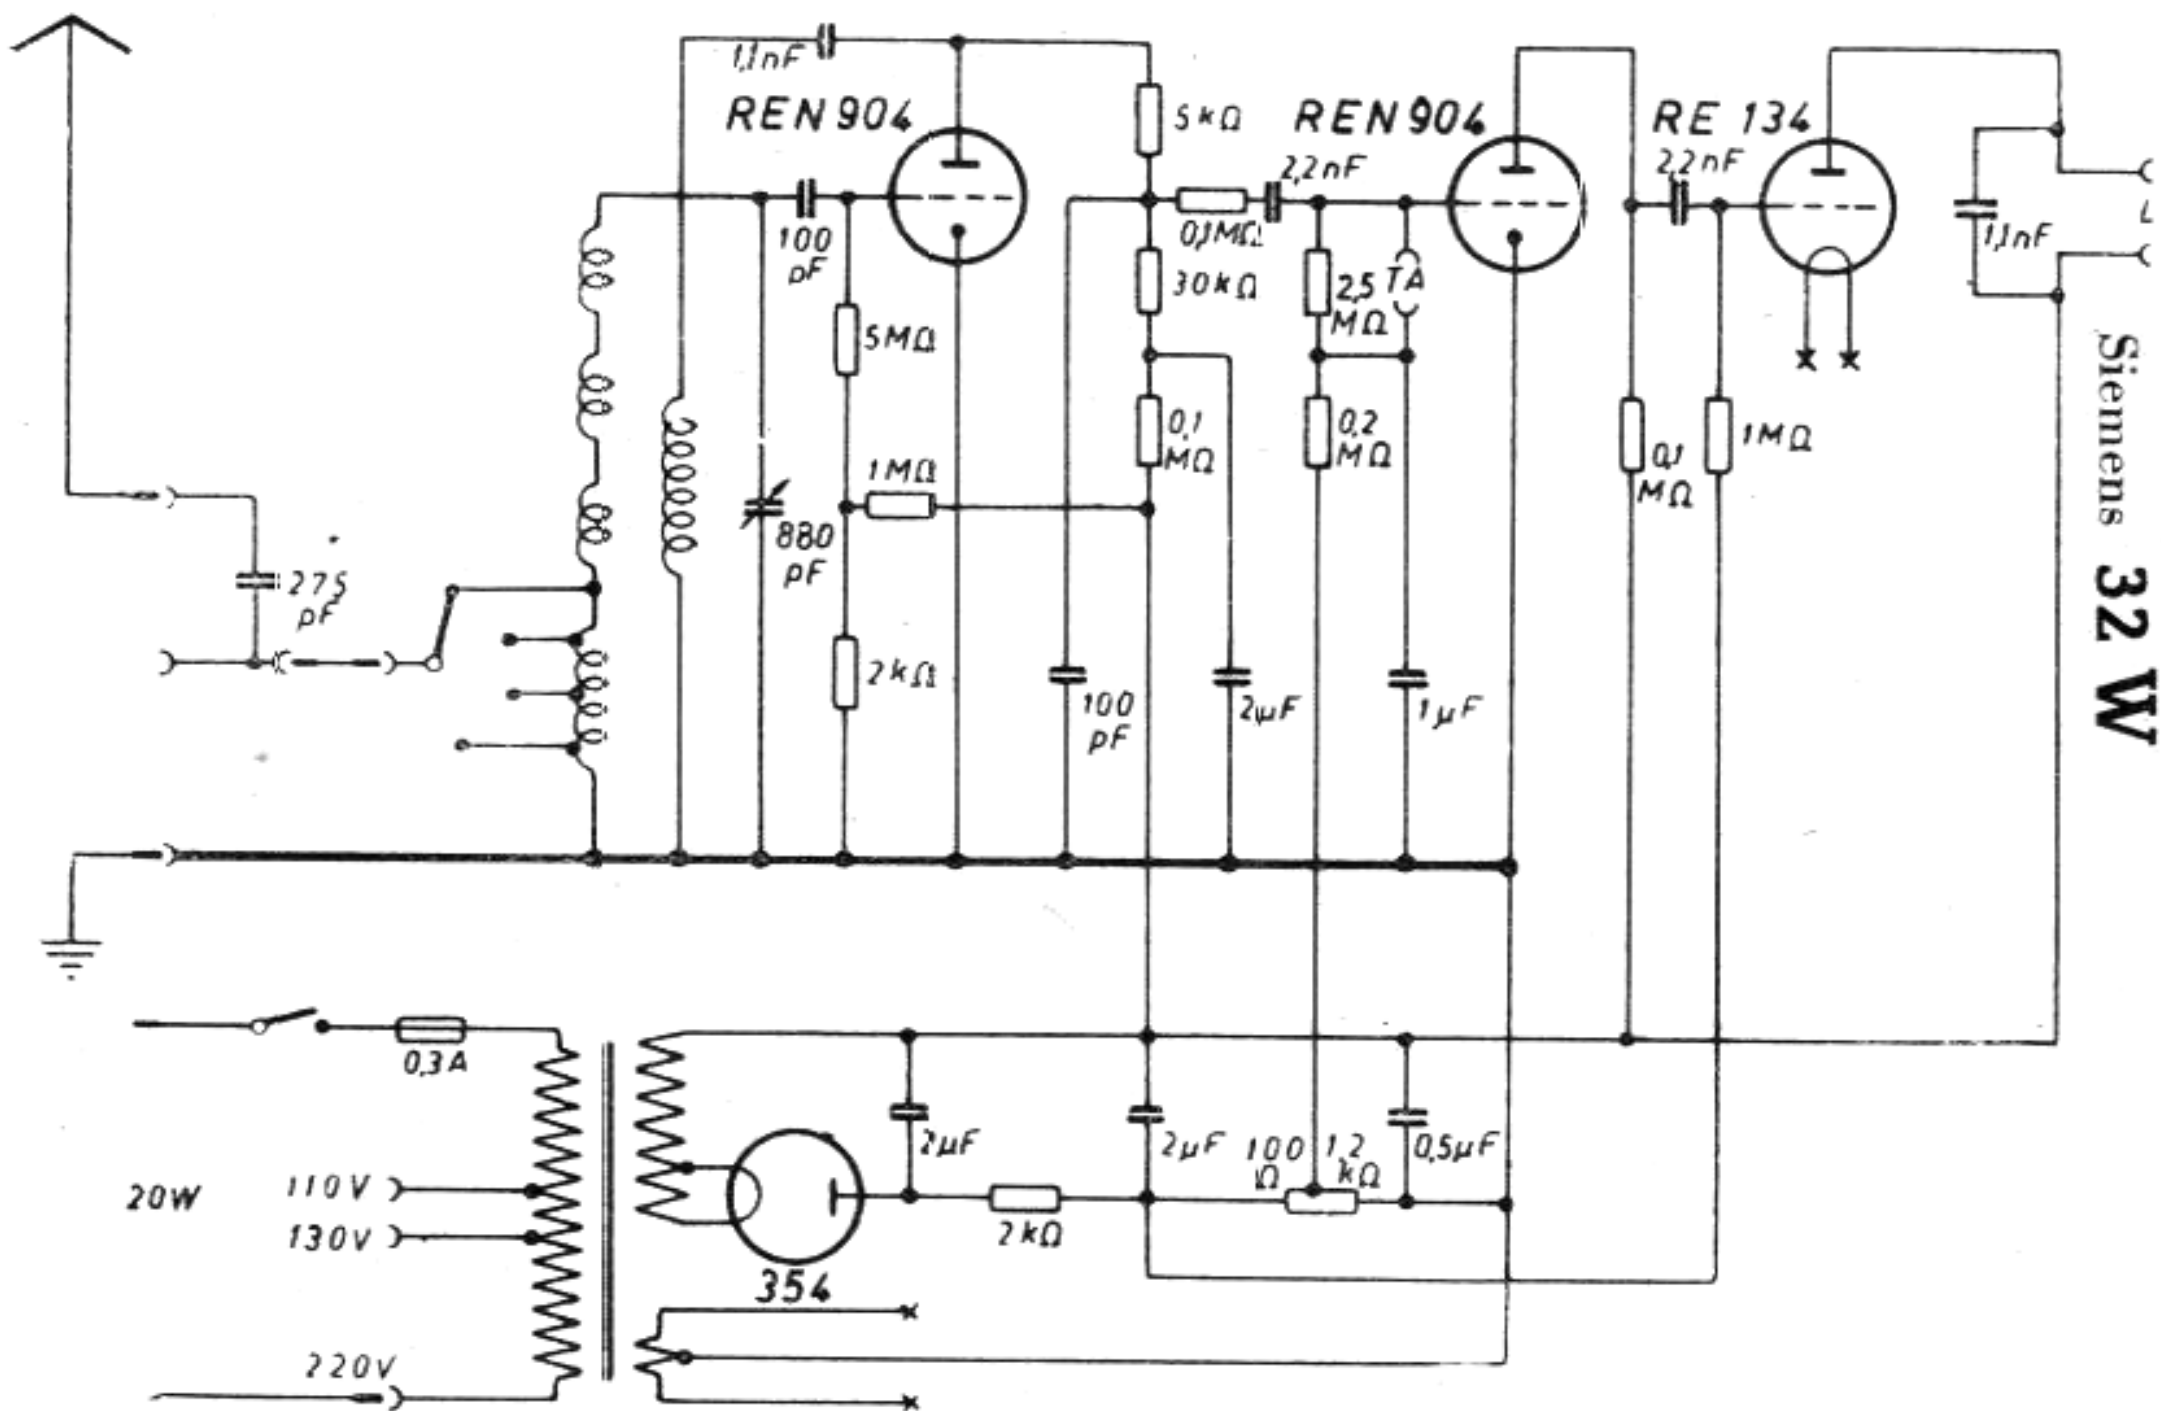 1,1nF
REN 904
5 kΩ
REN 904
RE 134
2,2nF
2,2nF
100
pF
0,1MΩ
L
1,1nF
30kΩ
2,5
MΩ
TA
5MΩ
0,1
MΩ
0,2
MΩ
1MΩ
0,1
MΩ
1MΩ
880
pF
275
pF
2kΩ
100
pF
2µF
1µF
Siemens 32 W
0,3A
2µF
2µF
100
Ω
1,2
kΩ
0,5µF
20W
110V
130V
2kΩ
354
220V